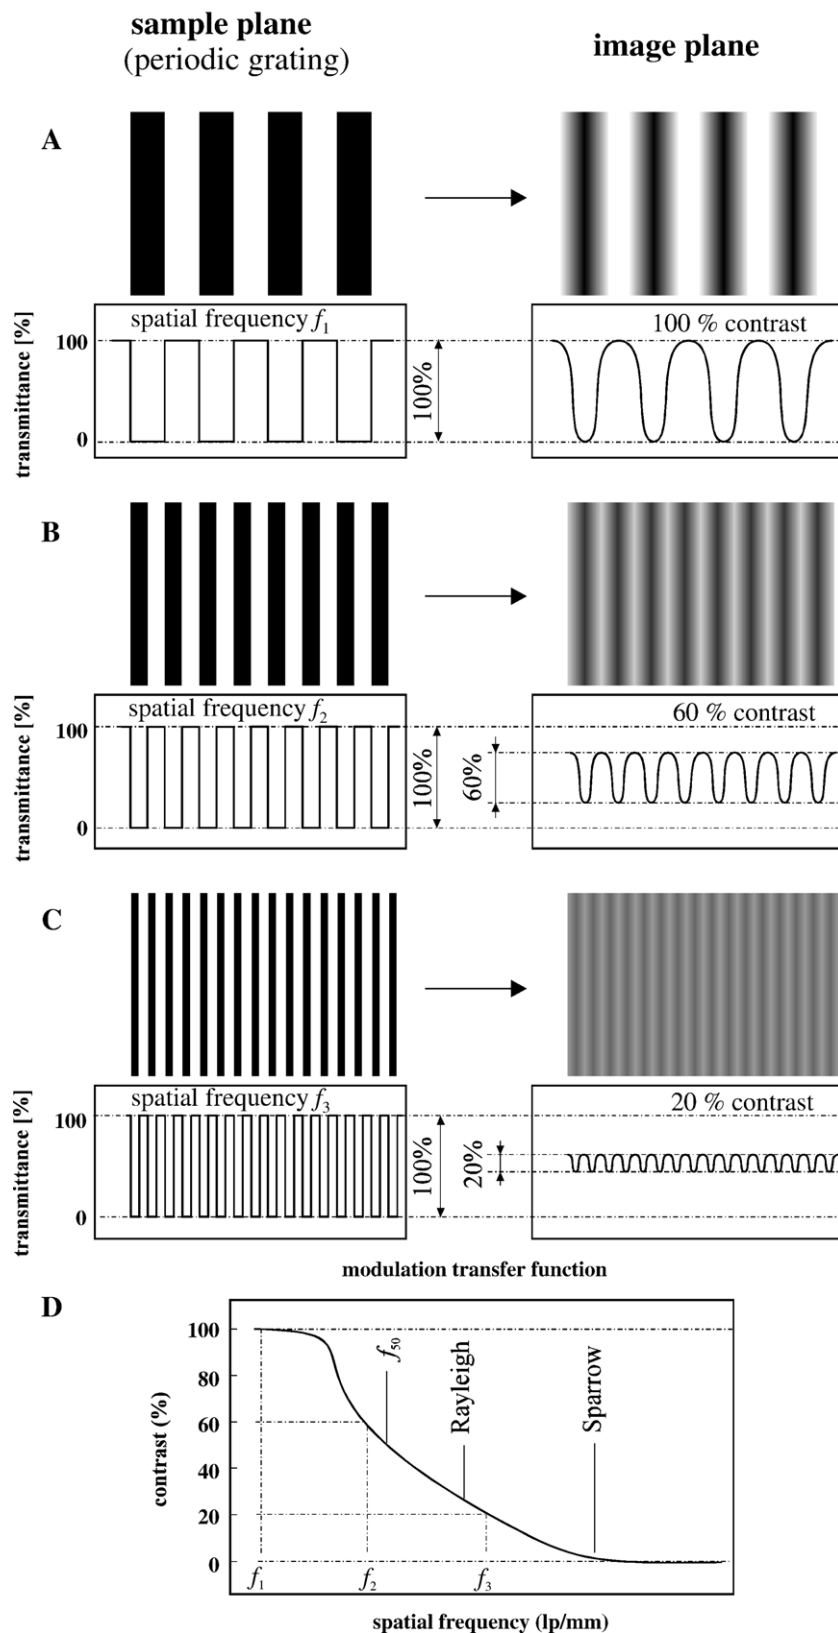 sample plane
(periodic grating)
image plane
A
transmittance [%]
100
0
spatial frequency f1
100%
100 % contrast
B
transmittance [%]
100
0
spatial frequency f2
100%
60%
60 % contrast
C
transmittance [%]
100
0
spatial frequency f3
100%
20%
20 % contrast
modulation transfer function
D
contrast (%)
100
80
60
40
20
0
f50
Rayleigh
Sparrow
f1 f2 f3
spatial frequency (lp/mm)